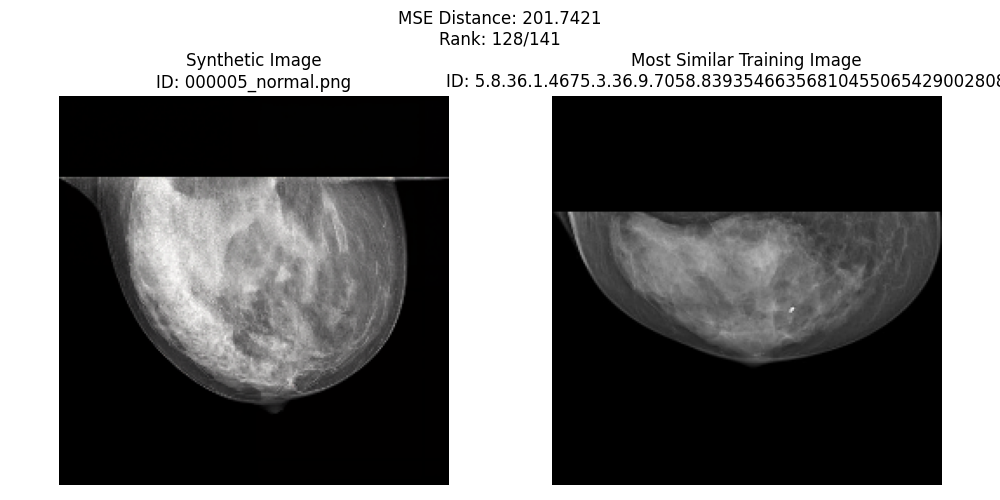 MSE Distance: 201.7421
Rank: 128/141
Synthetic Image
ID: 000005_normal.png
Most Similar Training Image
ID: 5.8.36.1.4675.3.36.9.7058.83935466356810455065429002808